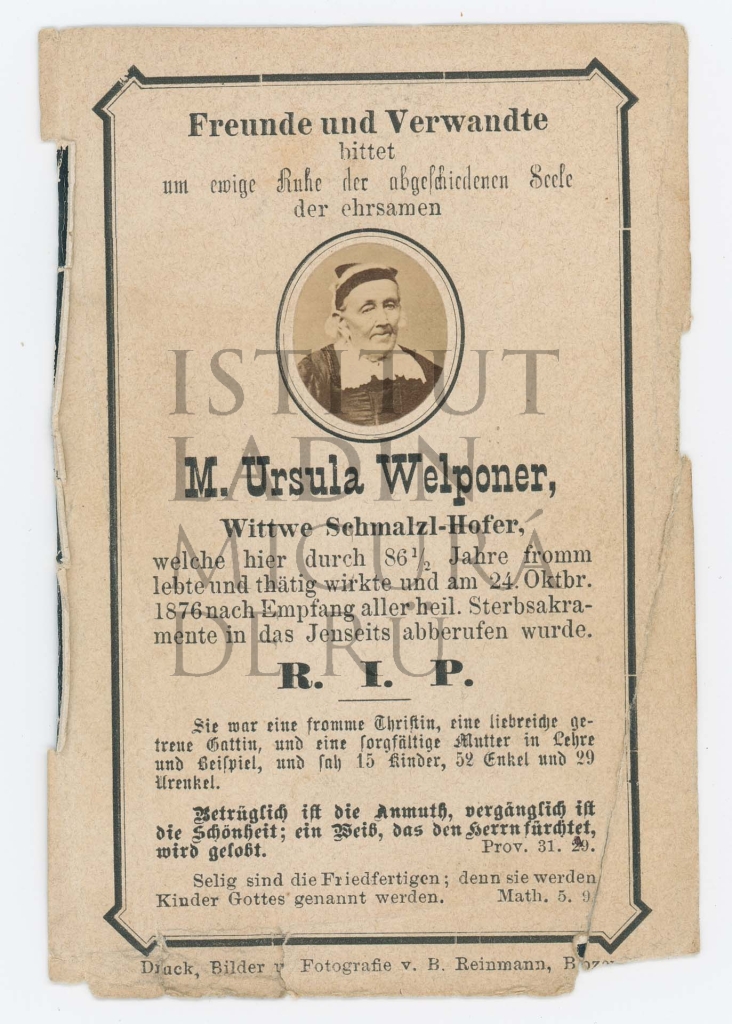 Freunde und Verwandte
bittet
um ewige Ruhe der abgeschiedenen Seele
der ehrsamen
M. Ursula Welponer,
Wittwe Schmalzl-Hofer,
welche hier durch 86½ Jahre fromm
lebte und thätig wirkte und am 24. Oktbr.
1876 nach Empfang aller heil. Sterbsakra-
mente in das Jenseits abberufen wurde.
R. I. P.
Sie war eine fromme Christin, eine liebreiche ge-
treue Gattin, und eine sorgfältige Mutter in Lehre
und Beispiel, und sah 15 Kinder, 52 Enkel und 29
Urenkel.
Betrüglich ist die Anmuth, vergänglich ist
die Schönheit; ein Weib, das den Herrn fürchtet,
wird gelobt. Prov. 31. 29.
Selig sind die Friedfertigen; denn sie werden
Kinder Gottes genannt werden. Math. 5. 9
Druck, Bilder Fotografie v. B. Reinmann,
ISTITUT
LADIN
MICURÁ
DE RÜ